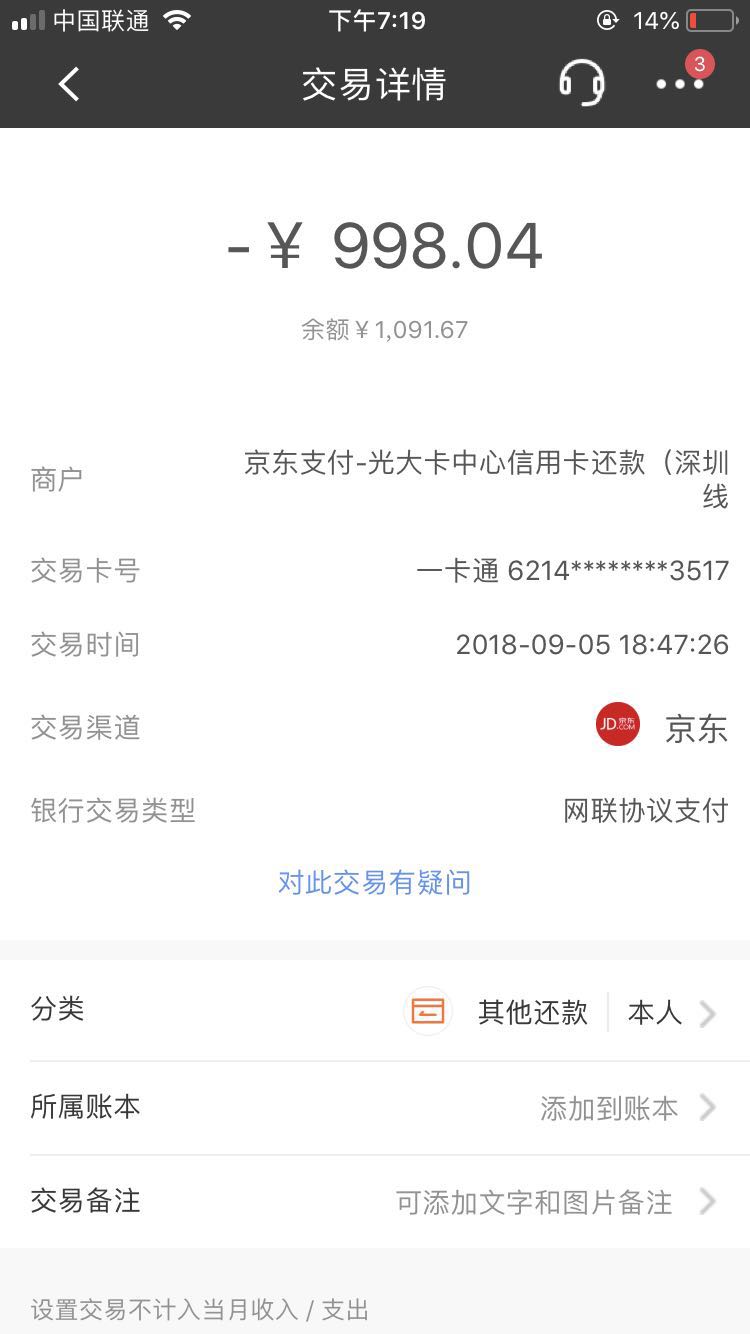 中国联通 下午7:19 14%
交易详情 3
-￥ 998.04
余额￥1,091.67
商户 京东支付-光大卡中心信用卡还款（深圳
线
交易卡号 一卡通 6214********3517
交易时间 2018-09-05 18:47:26
交易渠道 JD京东.COM 京东
银行交易类型 网联协议支付
对此交易有疑问
分类 其他还款 本人
所属账本 添加到账本
交易备注 可添加文字和图片备注
设置交易不计入当月收入 / 支出